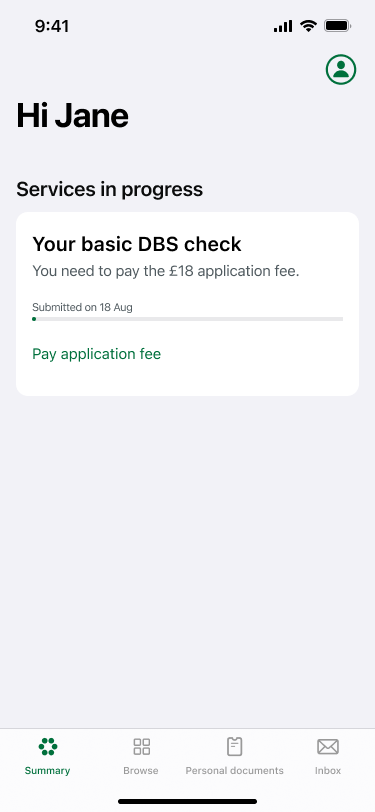 9:41
Hi Jane
Services in progress
Your basic DBS check
You need to pay the £18 application fee.
Submitted on 18 Aug
Pay application fee
Summary
Browse
Personal documents
Inbox